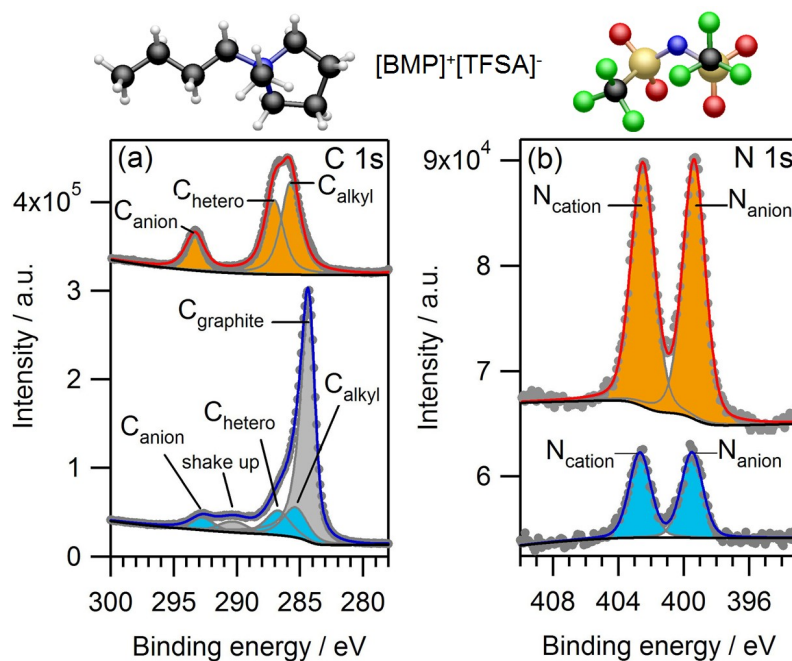 [BMP]⁺[TFSA]⁻
(a)
C 1s
4x10⁵
3
2
1
0
Intensity / a.u.
C_anion
C_hetero
C_alkyl
C_graphite
C_anion
shake up
C_hetero
C_alkyl
300 295 290 285 280
Binding energy / eV
(b)
N 1s
9x10⁴
8
7
6
Intensity / a.u.
N_cation
N_anion
N_cation
N_anion
408 404 400 396
Binding energy / eV